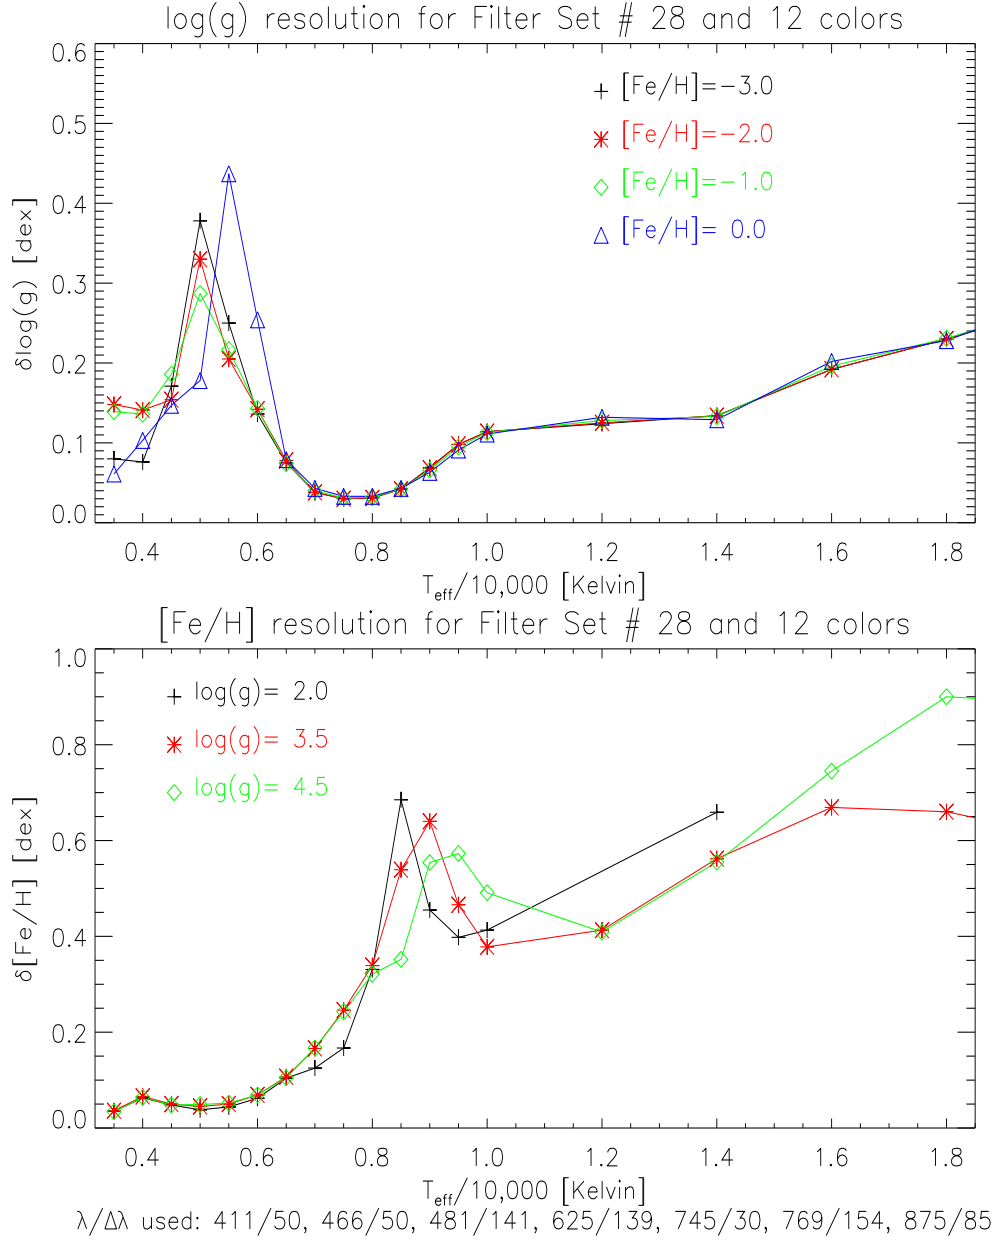 log(g) resolution for Filter Set # 28 and 12 colors
0.6
[Fe/H]=−3.0
0.5
[Fe/H]=−2.0
[Fe/H]=−1.0
0.4
[Fe/H]= 0.0
δlog(g) [dex]
0.3
0.2
0.1
0.0
0.4 0.6 0.8 1.0 1.2 1.4 1.6 1.8
Teff/10,000 [Kelvin]
[Fe/H] resolution for Filter Set # 28 and 12 colors
1.0
log(g)= 2.0
log(g)= 3.5
0.8
log(g)= 4.5
δ[Fe/H] [dex]
0.6
0.4
0.2
0.0
0.4 0.6 0.8 1.0 1.2 1.4 1.6 1.8
Teff/10,000 [Kelvin]
λ/Δλ used: 411/50, 466/50, 481/141, 625/139, 745/30, 769/154, 875/85